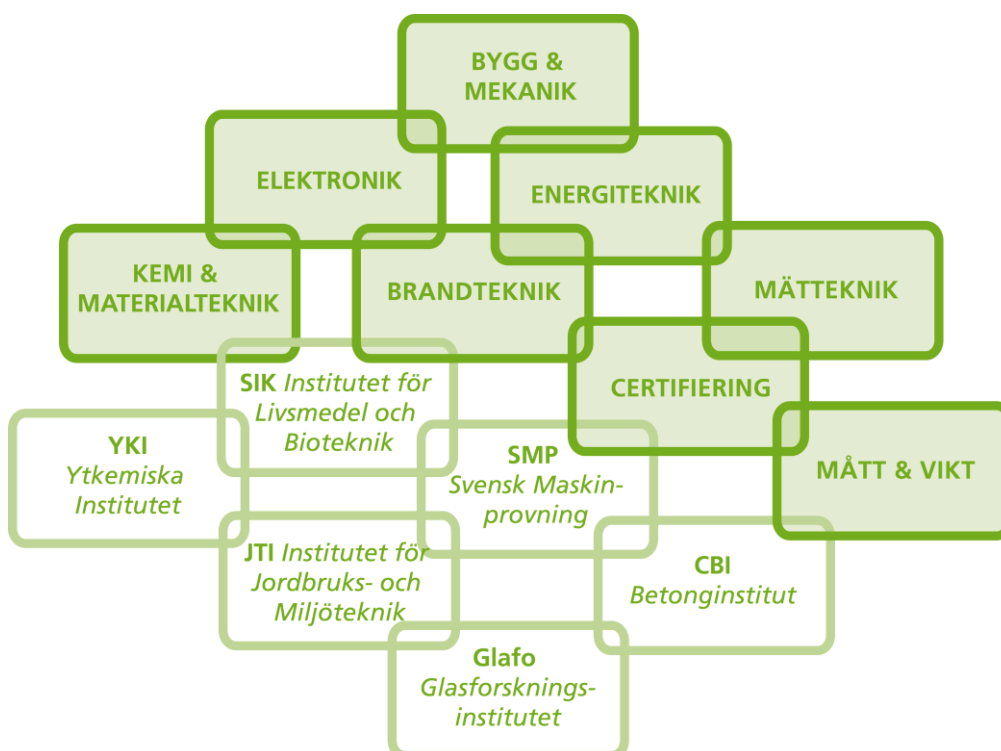 BYGG &
MEKANIK
ELEKTRONIK
ENERGITEKNIK
KEMI &
MATERIALTEKNIK
BRANDTEKNIK
MÄTTEKNIK
SIK Institutet för
Livsmedel och
Bioteknik
CERTIFIERING
YKI
Ytkemiska
Institutet
SMP
Svensk Maskin-
provning
MÅTT & VIKT
JTI Institutet för
Jordbruks- och
Miljöteknik
CBI
Betonginstitut
Glafo
Glasforsknings-
institutet